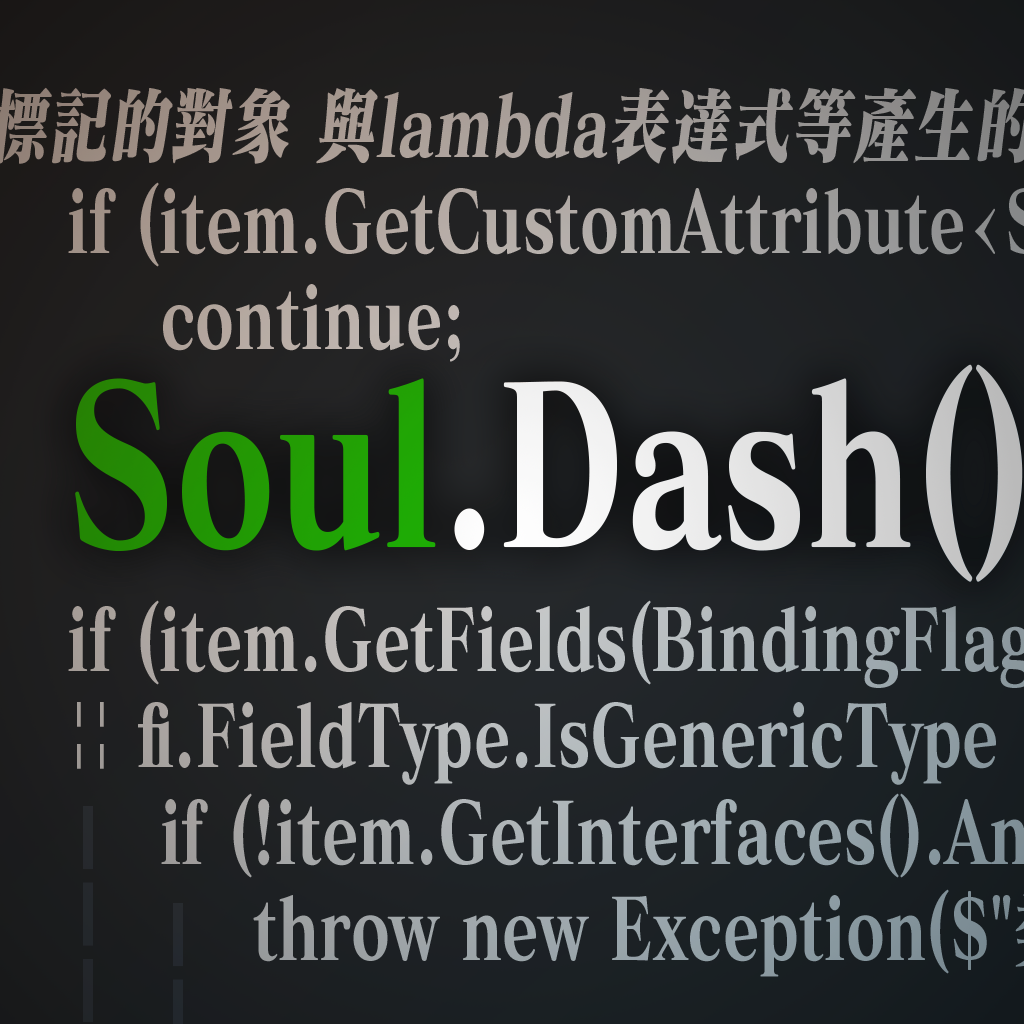 標記的對象 與lambda表達式等產生的
if (item.GetCustomAttribute<S
continue;
Soul.Dash()
if (item.GetFields(BindingFlag
¦¦ fi.FieldType.IsGenericType
if (!item.GetInterfaces().An
throw new Exception($"